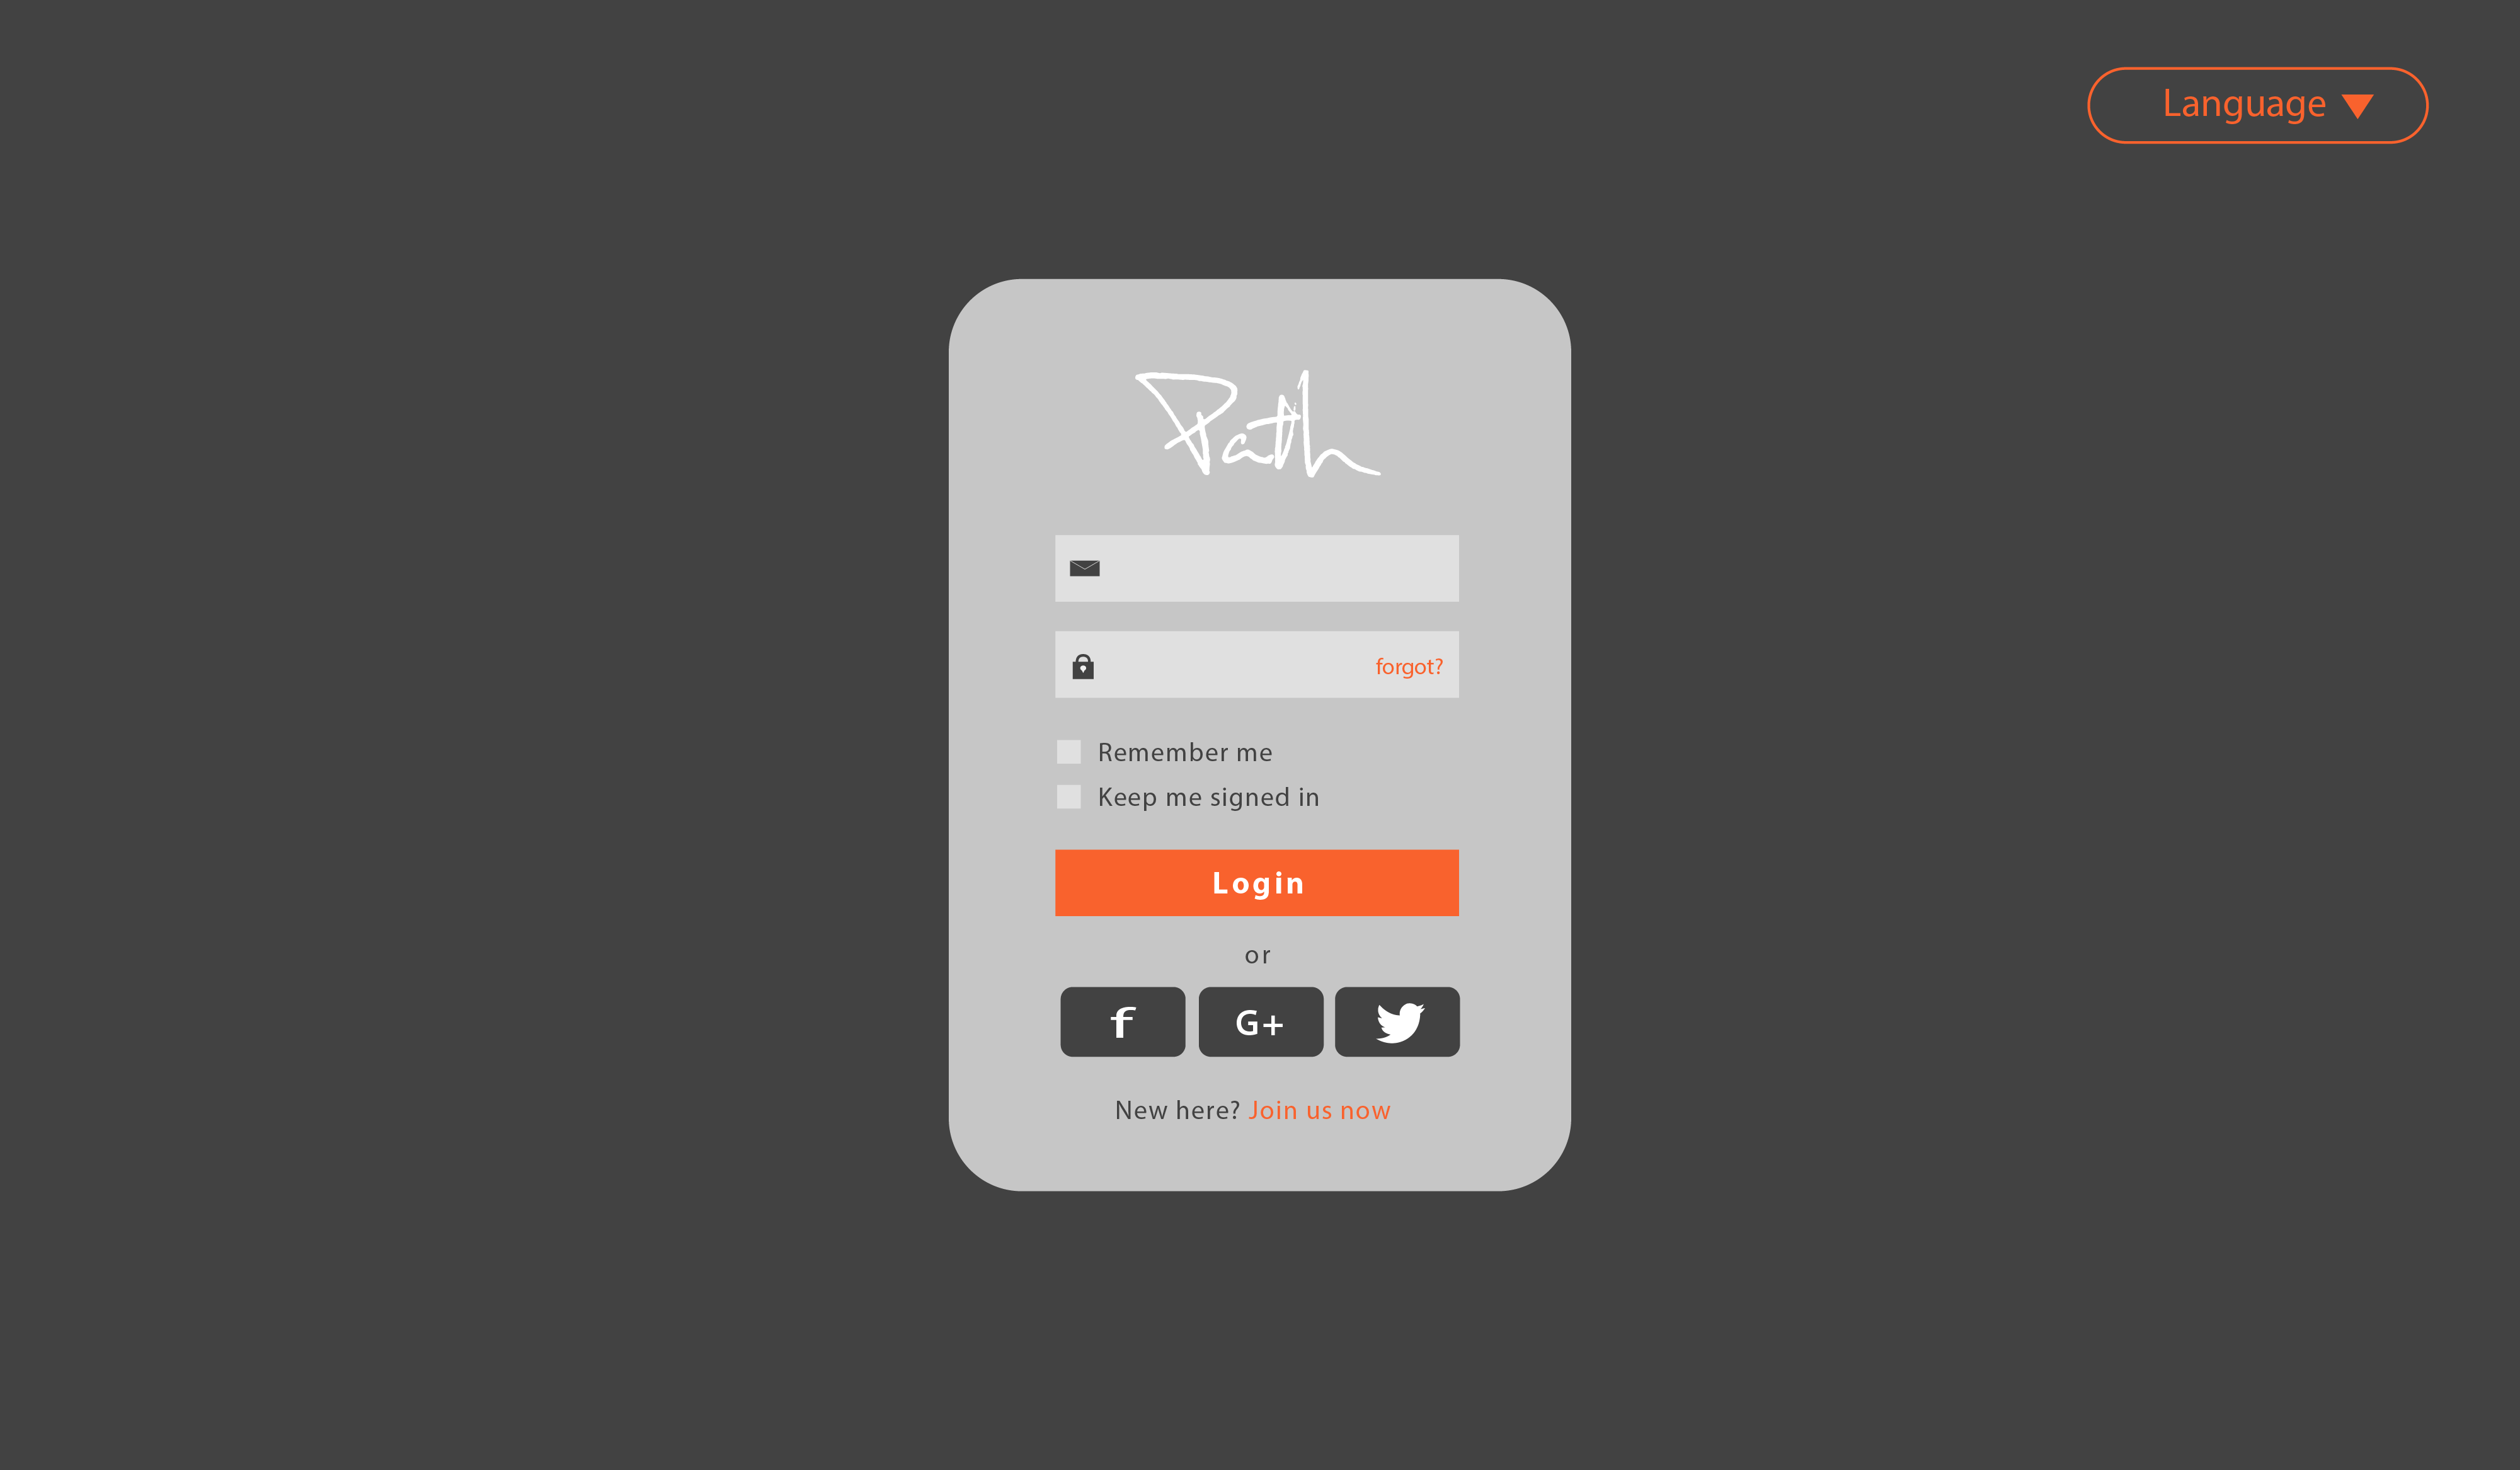 Language
Path
forgot?
Remember me
Keep me signed in
Login
or
f
G+
New here? Join us now